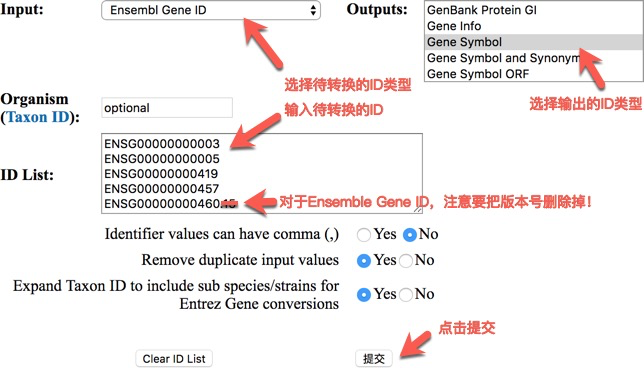 Input:
Ensembl Gene ID
Outputs:
GenBank Protein GI
Gene Info
Gene Symbol
Gene Symbol and Synonym
Gene Symbol ORF
选择待转换的ID类型
选择输出的ID类型
Organism
(Taxon ID):
optional
输入待转换的ID
ID List:
ENSG00000000003
ENSG00000000005
ENSG00000000419
ENSG00000000457
ENSG00000000460.15
对于Ensemble Gene ID，注意要把版本号删除掉！
Identifier values can have comma (,) Yes No
Remove duplicate input values Yes No
Expand Taxon ID to include sub species/strains for
Entrez Gene conversions Yes No
点击提交
Clear ID List
提交